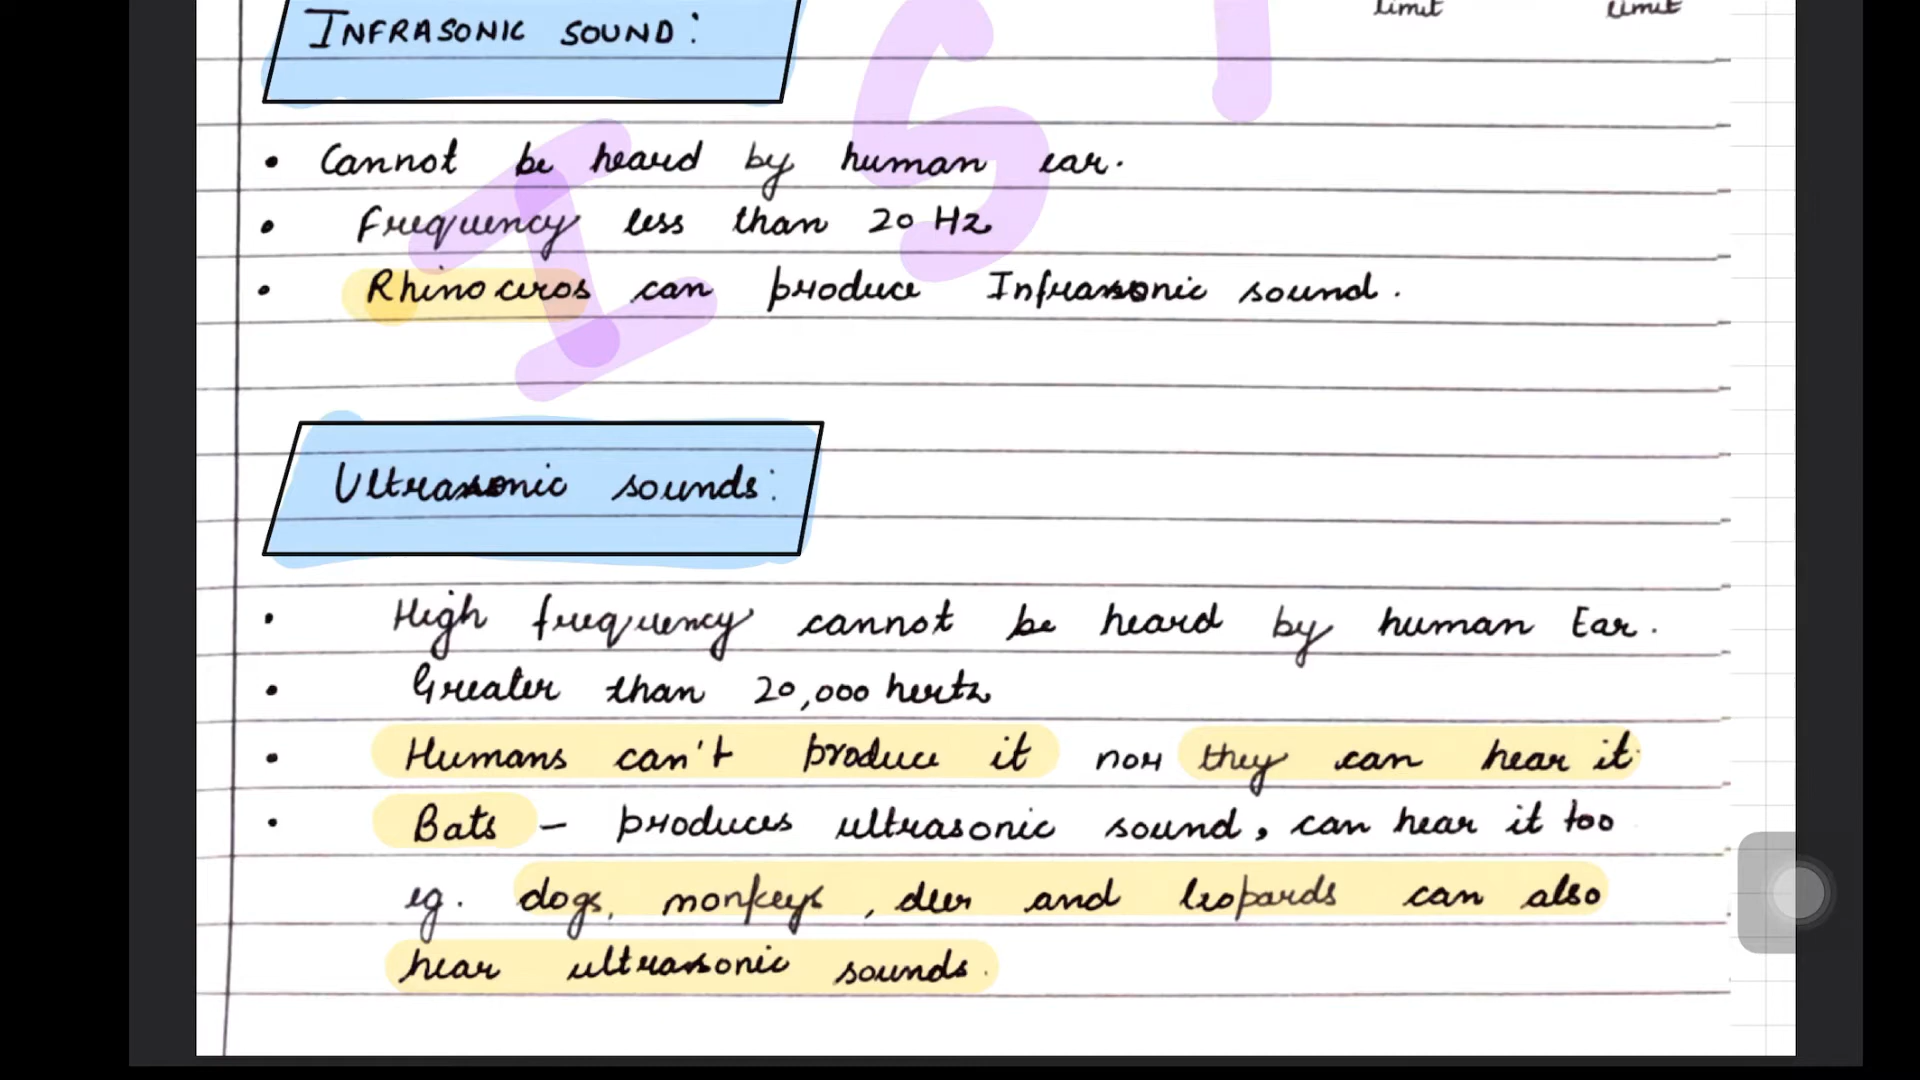 limit limit
INFRASONIC SOUND:
• Cannot be heard by human ear.
• Frequency less than 20 Hz
• Rhinoceros can produce Infrasonic sound.
Ultrasonic sounds:
• High frequency cannot be heard by human Ear.
• Greater than 20,000 hertz
• Humans can't produce it nor they can hear it.
• Bats – produces ultrasonic sound, can hear it too
eg. dogs, monkeys, deer and leopards can also
hear ultrasonic sounds.